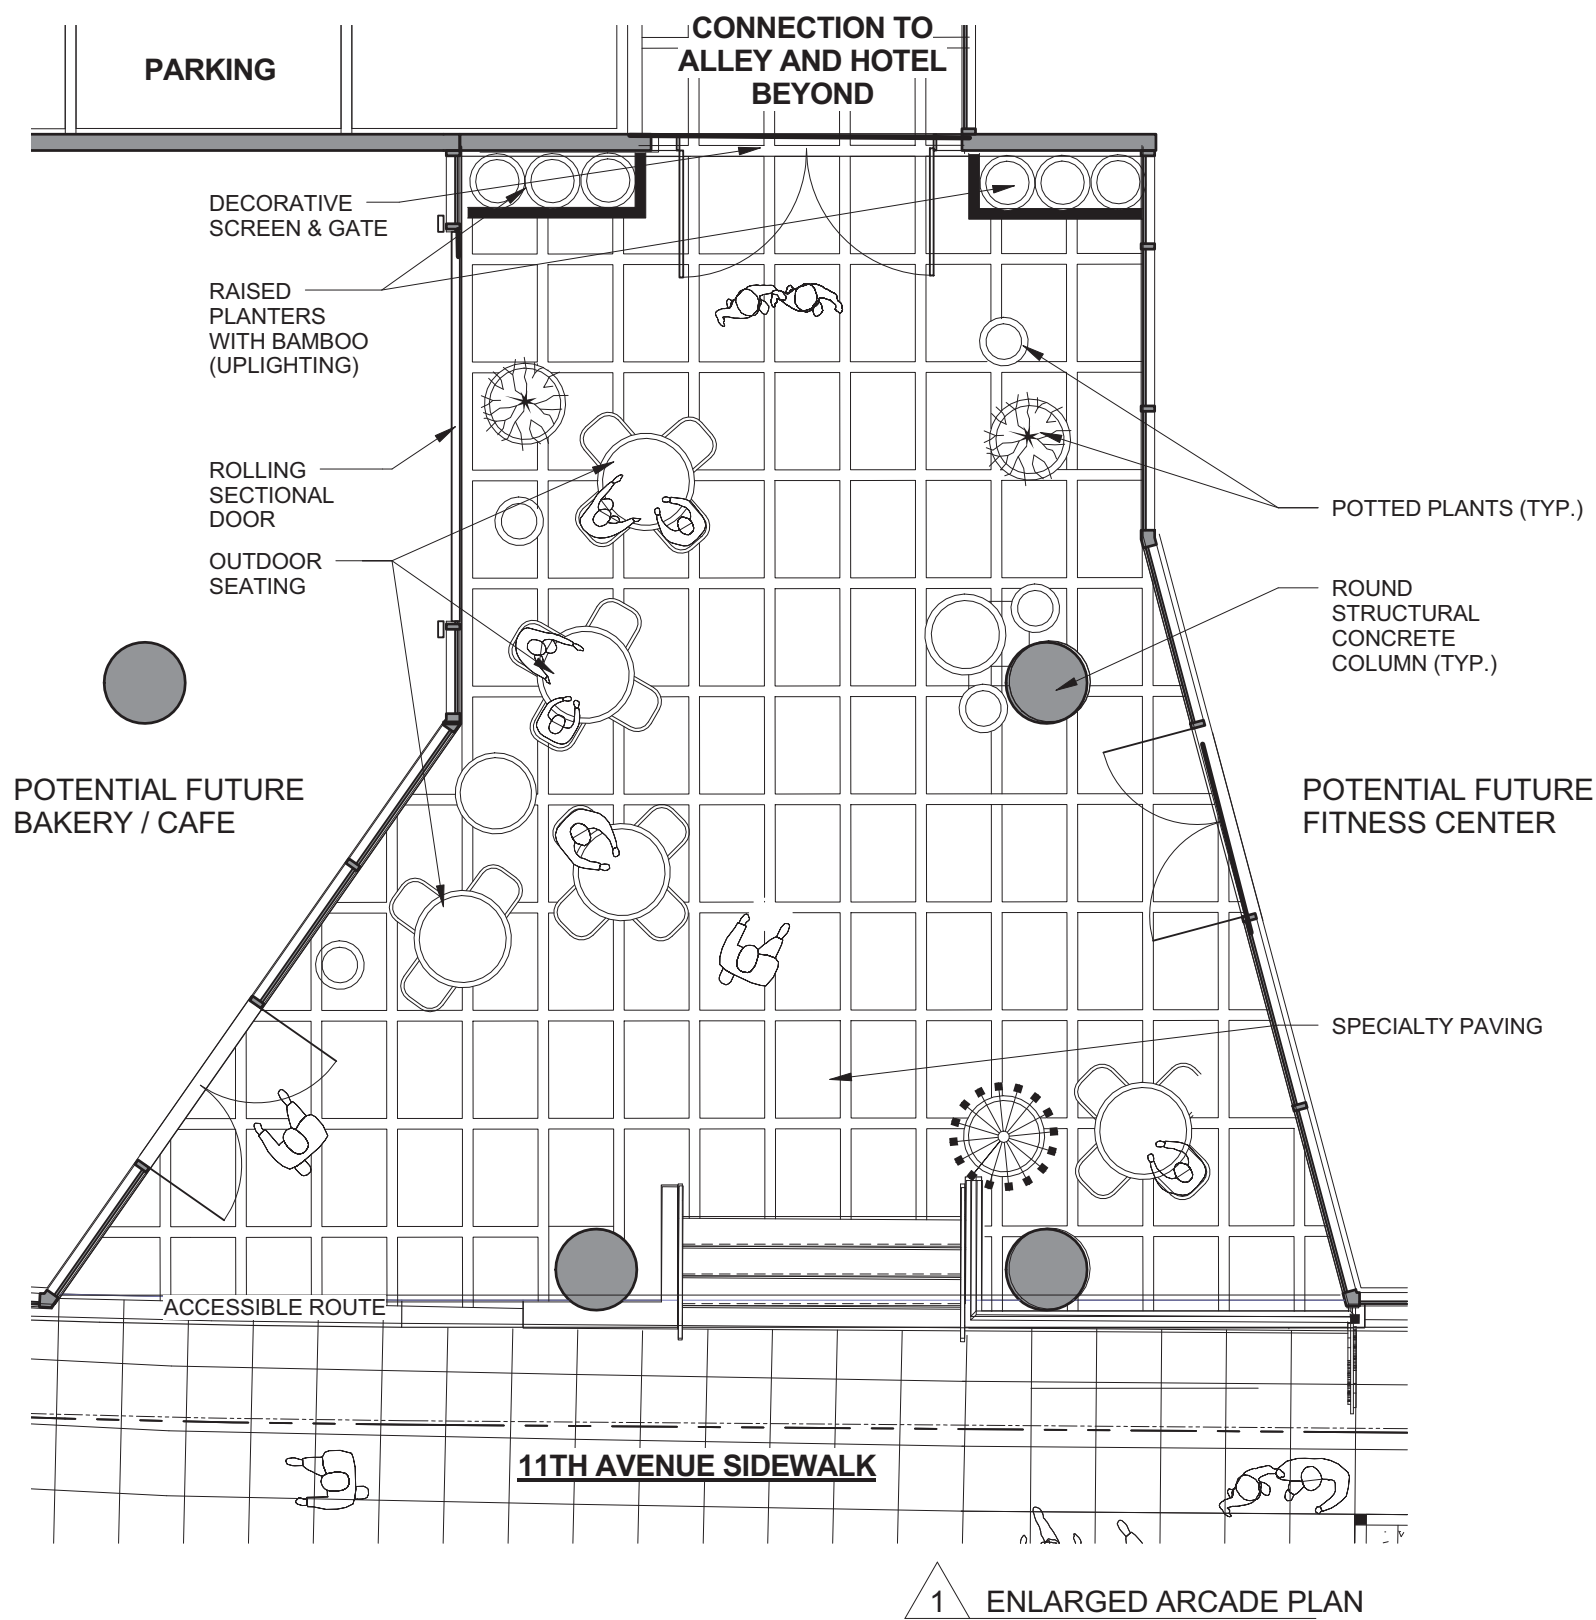 CONNECTION TO
ALLEY AND HOTEL
BEYOND
PARKING
DECORATIVE
SCREEN & GATE
RAISED
PLANTERS
WITH BAMBOO
(UPLIGHTING)
ROLLING
SECTIONAL
DOOR
OUTDOOR
SEATING
POTTED PLANTS (TYP.)
ROUND
STRUCTURAL
CONCRETE
COLUMN (TYP.)
POTENTIAL FUTURE
BAKERY / CAFE
POTENTIAL FUTURE
FITNESS CENTER
SPECIALTY PAVING
ACCESSIBLE ROUTE
11TH AVENUE SIDEWALK
1 ENLARGED ARCADE PLAN